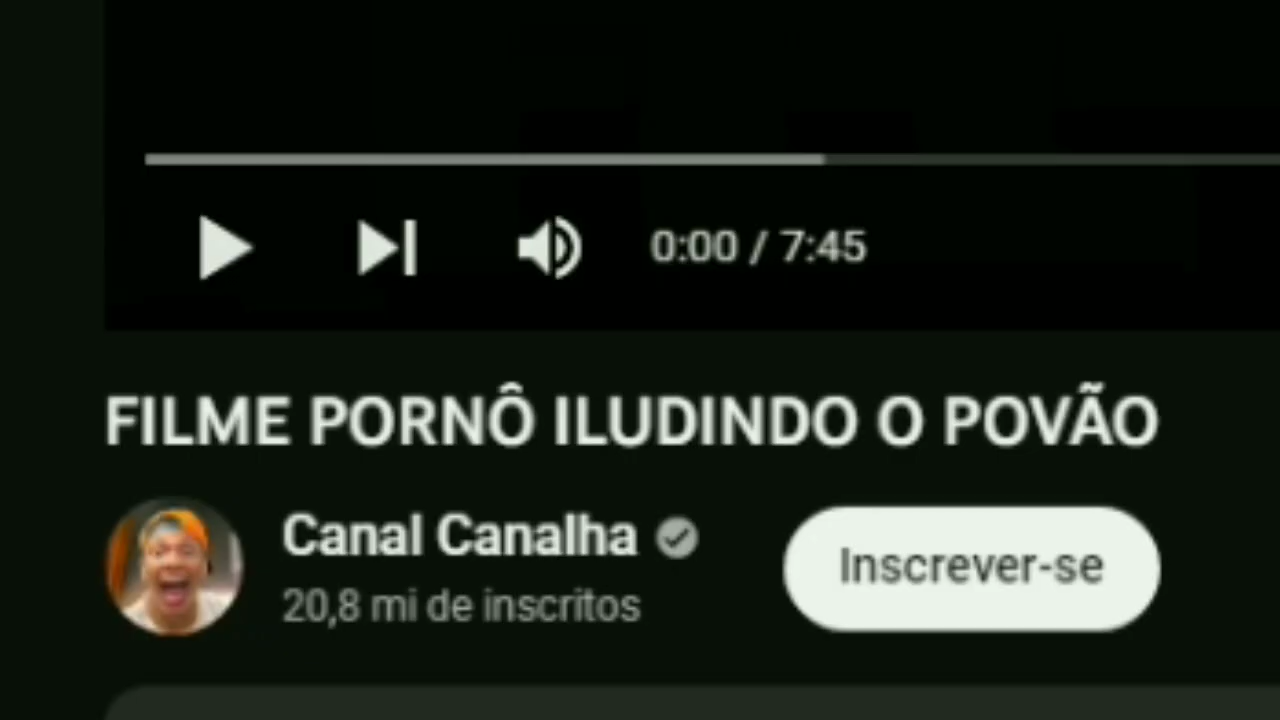 0:00 / 7:45
FILME PORNÔ ILUDINDO O POVÃO
Canal Canalha
Inscrever-se
20,8 mi de inscritos